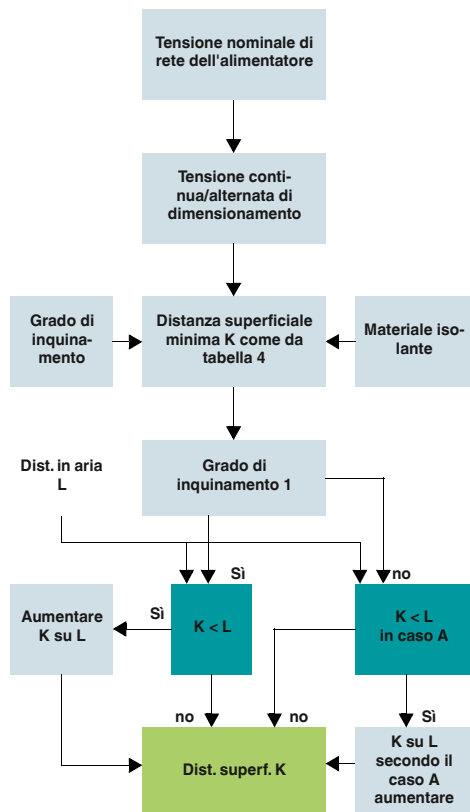 Tensione nominale di
rete dell'alimentatore
Tensione conti-
nua/alternata di
dimensionamento
Grado di
inquina-
mento
Distanza superficiale
minima K come da
tabella 4
Materiale iso-
lante
Dist. in aria
L
Grado di
inquinamento 1
Sì
no
Aumentare
K su L
Sì
K < L
K < L
in caso A
no
no
Sì
Dist. superf. K
K su L
secondo il
caso A
aumentare